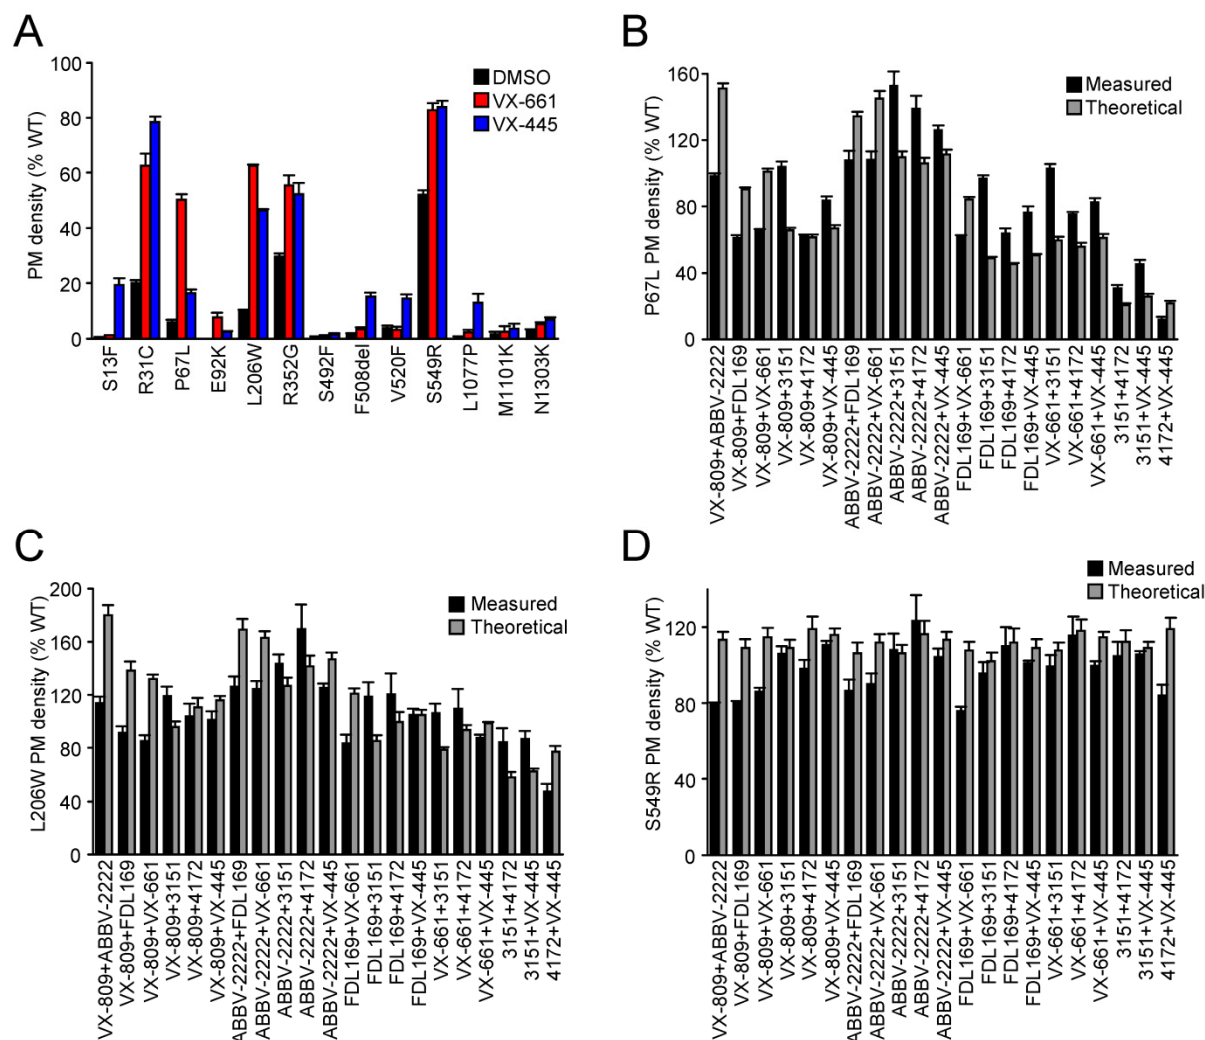 A
PM density (% WT)
100
80
60
40
20
0
DMSO
VX-661
VX-445
S13F
R31C
P67L
E92K
L206W
R352G
S492F
F508del
V520F
S549R
L1077P
M1101K
N1303K
B
P67L PM density (% WT)
160
120
80
40
0
Measured
Theoretical
VX-809+ABBV-2222
VX-809+FDL169
VX-809+VX-661
VX-809+3151
VX-809+4172
VX-809+VX-445
ABBV-2222+FDL169
ABBV-2222+VX-661
ABBV-2222+3151
ABBV-2222+4172
ABBV-2222+VX-445
FDL169+VX-661
FDL169+3151
FDL169+4172
FDL169+VX-445
VX-661+3151
VX-661+4172
VX-661+VX-445
3151+4172
3151+VX-445
4172+VX-445
C
L206W PM density (% WT)
200
160
120
80
40
0
Measured
Theoretical
VX-809+ABBV-2222
VX-809+FDL169
VX-809+VX-661
VX-809+3151
VX-809+4172
VX-809+VX-445
ABBV-2222+FDL169
ABBV-2222+VX-661
ABBV-2222+3151
ABBV-2222+4172
ABBV-2222+VX-445
FDL169+VX-661
FDL169+3151
FDL169+4172
FDL169+VX-445
VX-661+3151
VX-661+4172
VX-661+VX-445
3151+4172
3151+VX-445
4172+VX-445
D
S549R PM density (% WT)
120
80
40
0
Measured
Theoretical
VX-809+ABBV-2222
VX-809+FDL169
VX-809+VX-661
VX-809+3151
VX-809+4172
VX-809+VX-445
ABBV-2222+FDL169
ABBV-2222+VX-661
ABBV-2222+3151
ABBV-2222+4172
ABBV-2222+VX-445
FDL169+VX-661
FDL169+3151
FDL169+4172
FDL169+VX-445
VX-661+3151
VX-661+4172
VX-661+VX-445
3151+4172
3151+VX-445
4172+VX-445